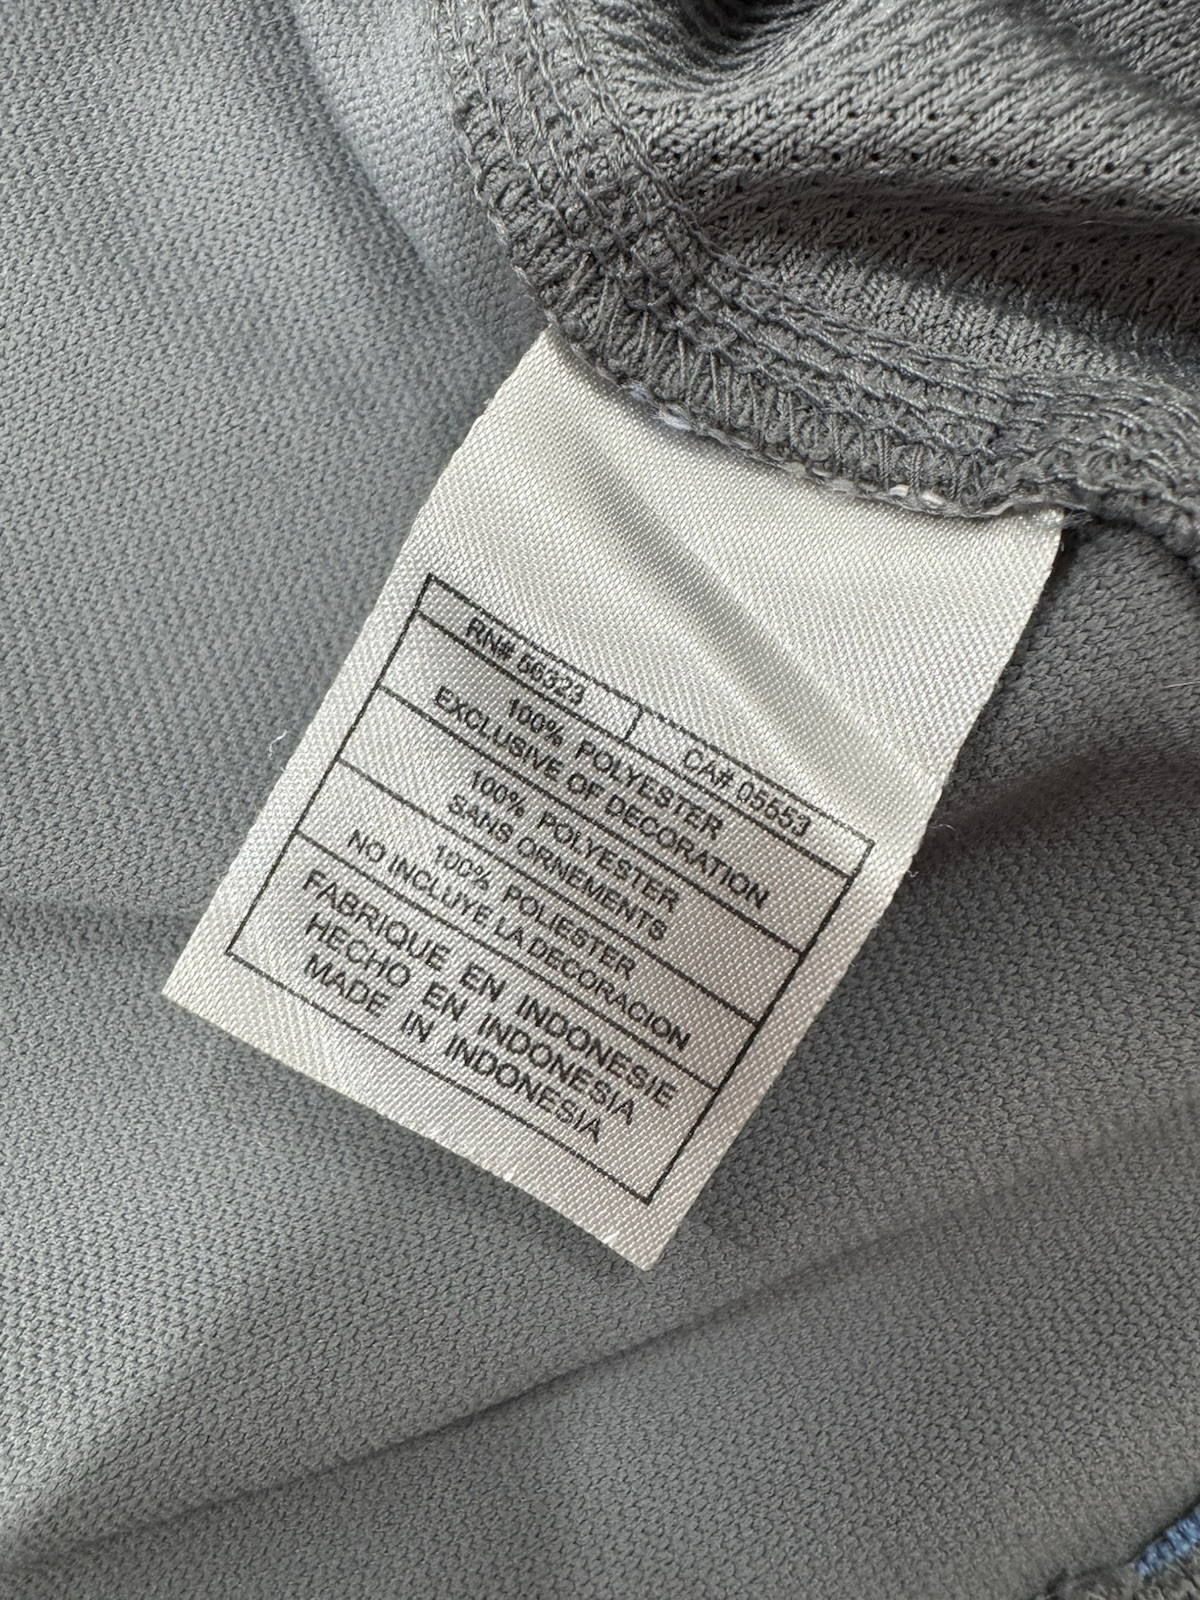 RN# 56323 CA# 05553
100% POLYESTER
EXCLUSIVE OF DECORATION
100% POLYESTER
SANS ORNEMENTS
100% POLIESTER
NO INCLUYE LA DECORACION
FABRIQUE EN INDONESIE
HECHO EN INDONESIA
MADE IN INDONESIA